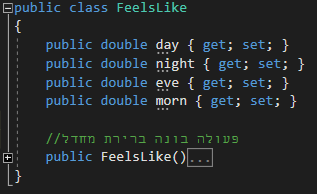 public class FeelsLike
{
public double day { get; set; }
public double night { get; set; }
public double eve { get; set; }
public double morn { get; set; }
//פעולה בונה ברירת מחדל
public FeelsLike()...
}